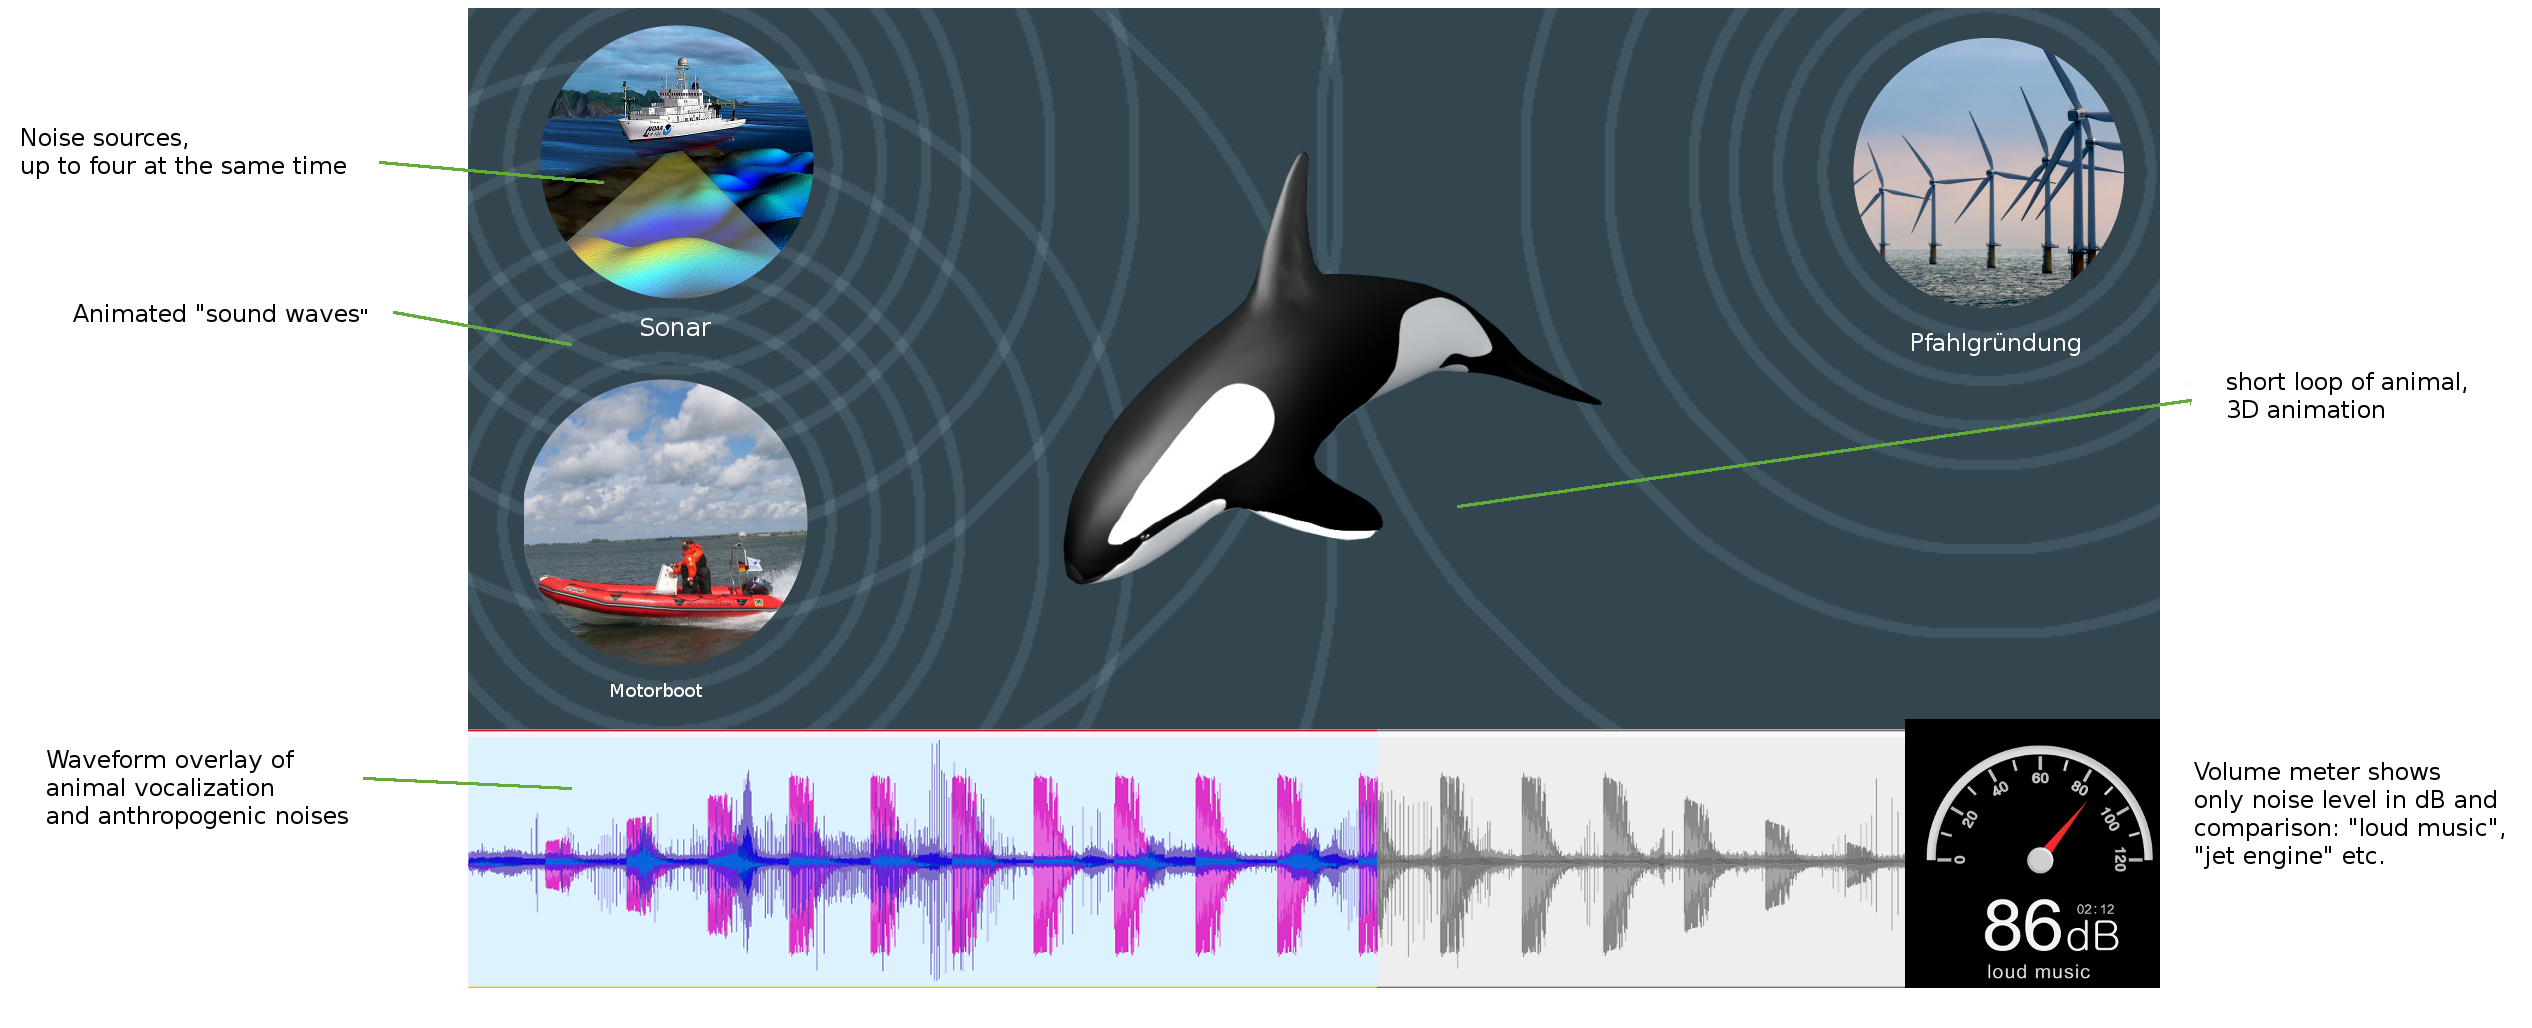 Noise sources,
up to four at the same time
Animated "sound waves"
NOAA
Sonar
Pfahlgründung
short loop of animal,
3D animation
Motorboot
Waveform overlay of
animal vocalization
and anthropogenic noises
0
20
40
60
80
100
120
02:12
86dB
loud music
Volume meter shows
only noise level in dB and
comparison: "loud music",
"jet engine" etc.